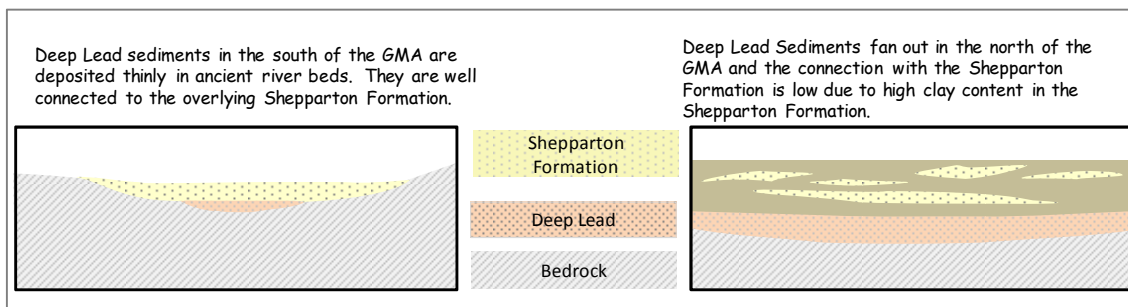 Deep Lead sediments in the south of the GMA are
deposited thinly in ancient river beds. They are well
connected to the overlying Shepparton Formation.
Deep Lead Sediments fan out in the north of the
GMA and the connection with the Shepparton
Formation is low due to high clay content in the
Shepparton Formation.
Shepparton
Formation
Deep Lead
Bedrock